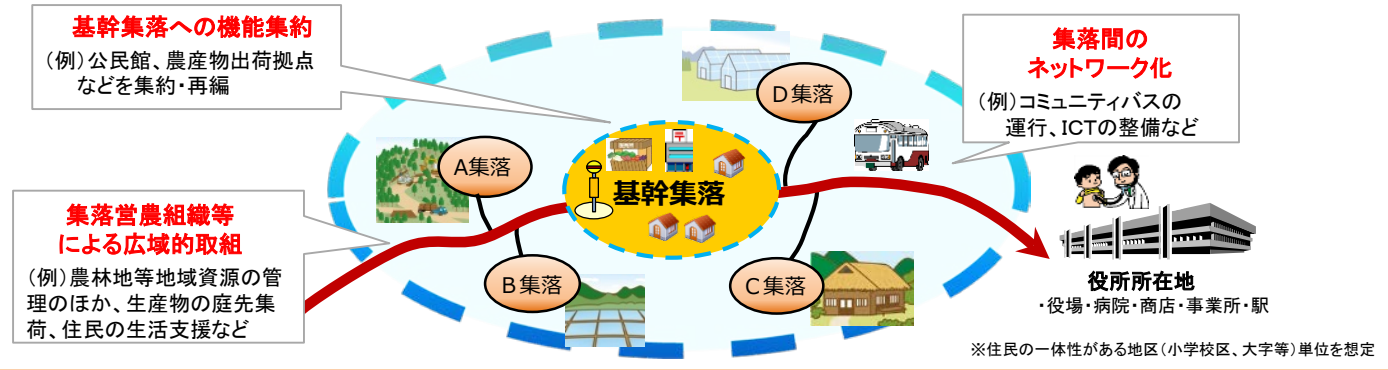 基幹集落への機能集約
(例)公民館、農産物出荷拠点
などを集約・再編
集落間の
ネットワーク化
(例)コミュニティバスの
運行、ICTの整備など
D集落
A集落
〒
基幹集落
集落営農組織等
による広域的取組
(例)農林地等地域資源の管
理のほか、生産物の庭先集
荷、住民の生活支援など
B集落
C集落
役所所在地
・役場・病院・商店・事業所・駅
※住民の一体性がある地区(小学校区、大字等)単位を想定